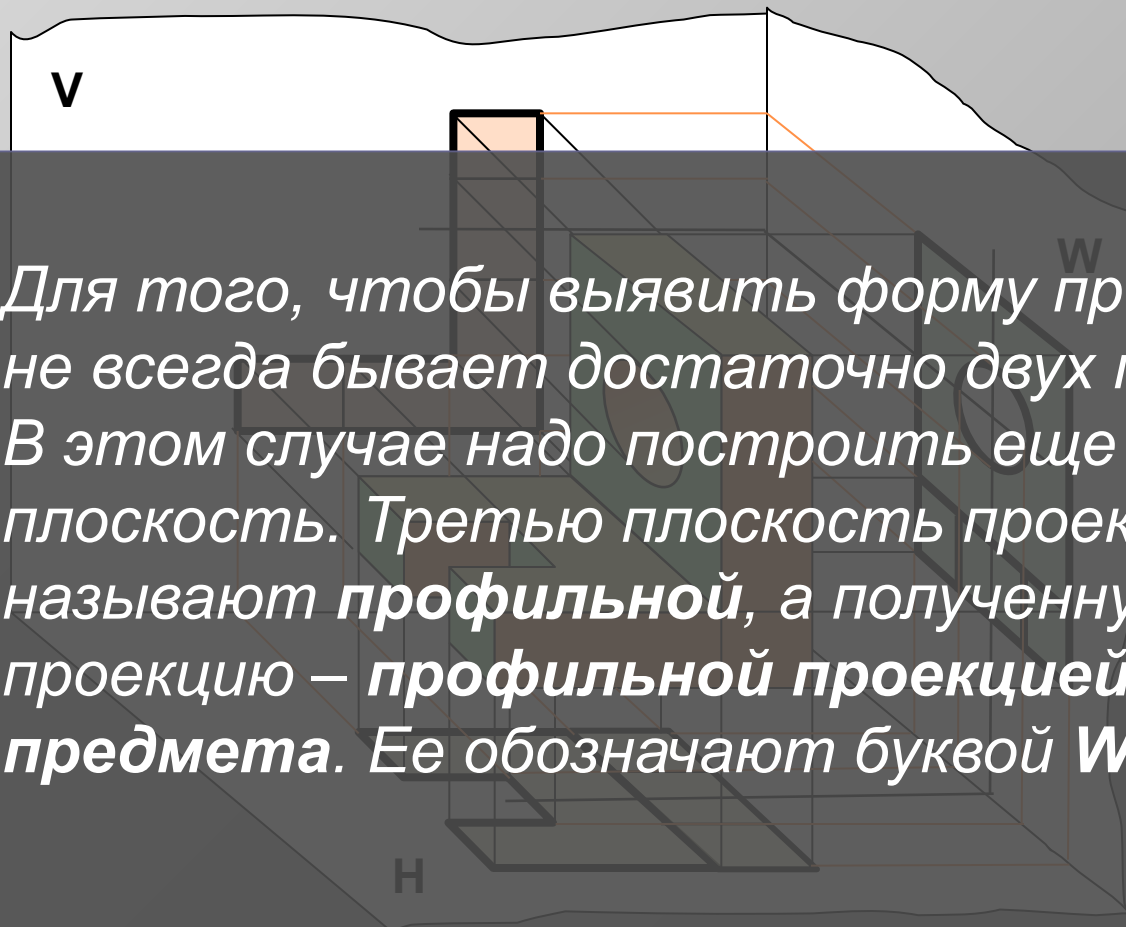 V
W
Для того, чтобы выявить форму пр
не всегда бывает достаточно двух
В этом случае надо построить еще
плоскость. Третью плоскость проек
называют профильной, а полученну
проекцию – профильной проекцией
предмета. Ее обозначают буквой W
H